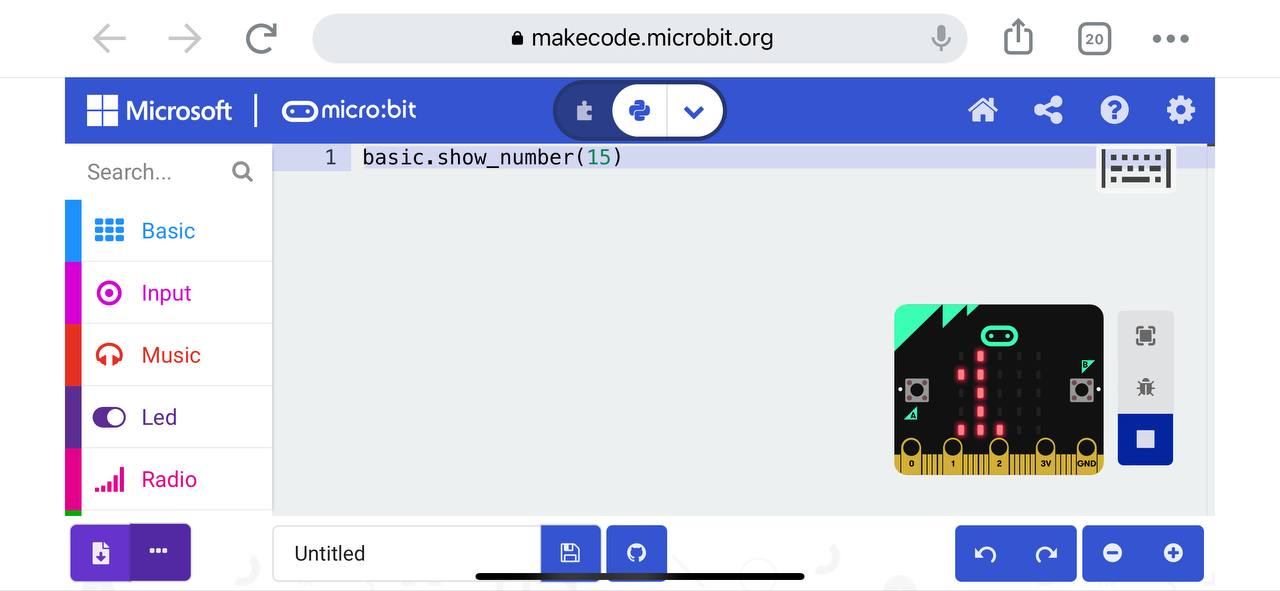 makecode.microbit.org
20
Microsoft
micro:bit
Search...
1 basic.show_number(15)
Basic
Input
Music
Led
Radio
B
A
0 1 2 3V GND
Untitled